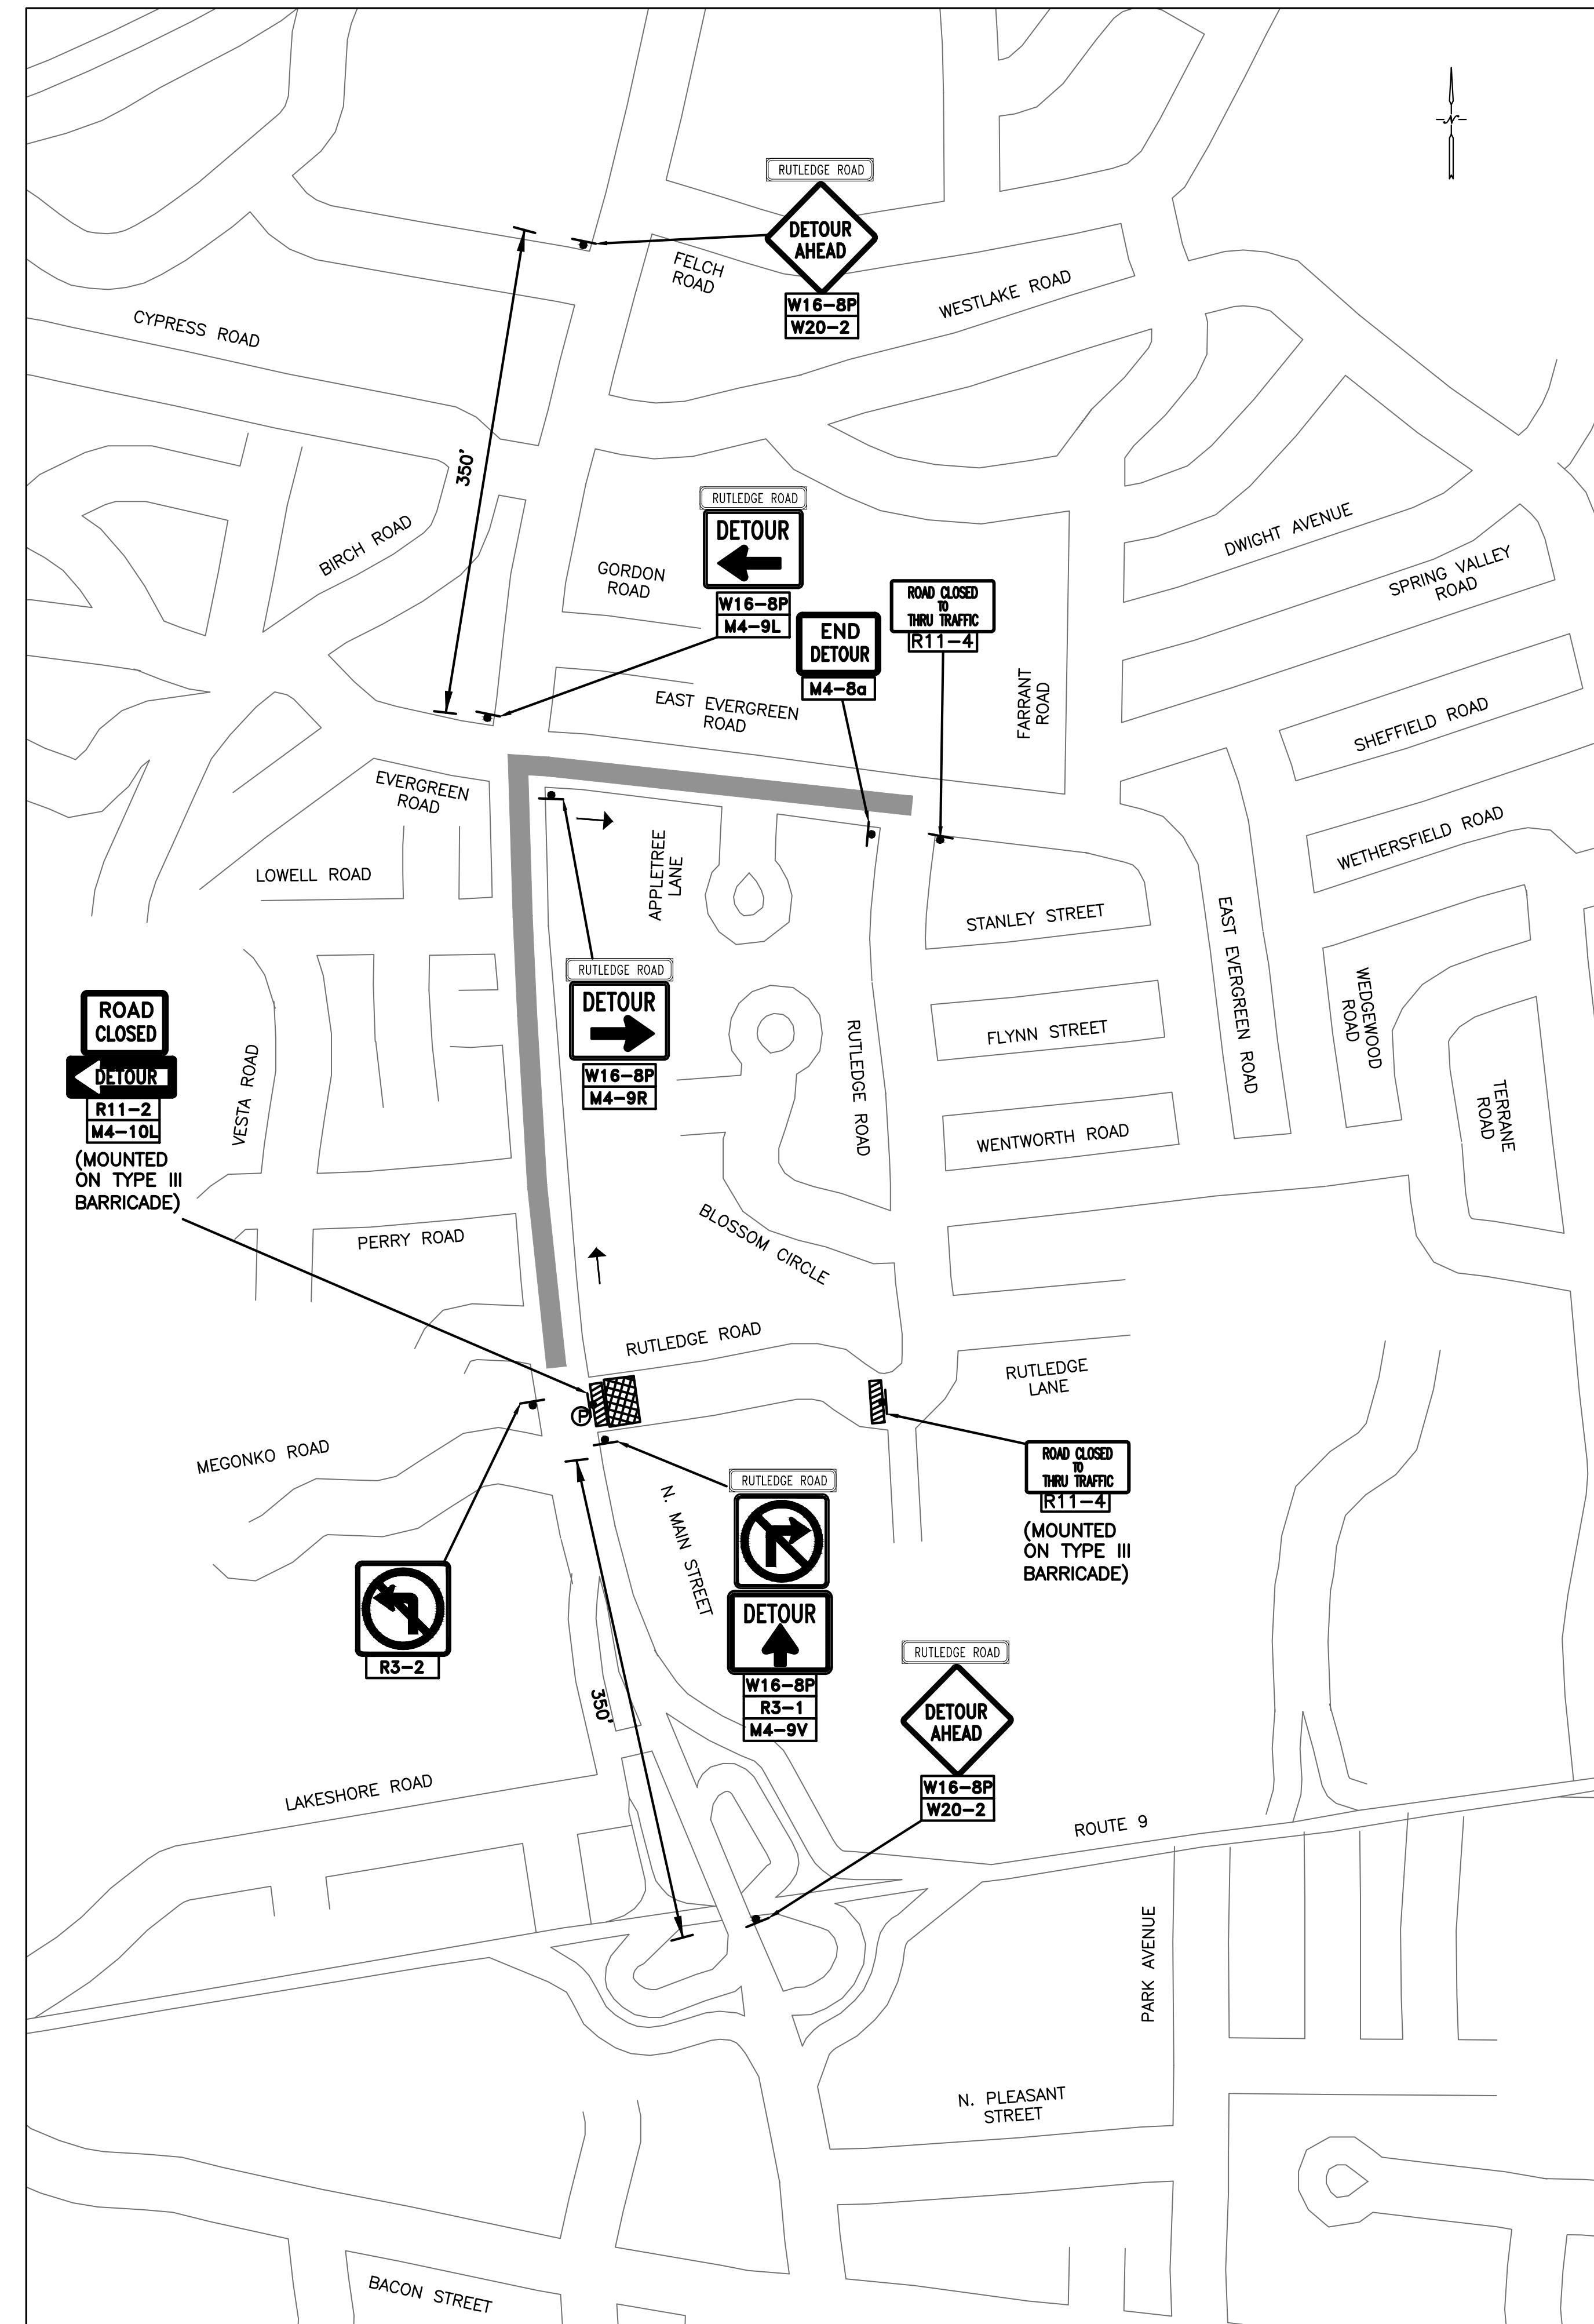 N
RUTLEDGE ROAD
DETOUR
AHEAD
W16-8P
W20-2
FELCH
ROAD
WESTLAKE ROAD
CYPRESS ROAD
350'
BIRCH ROAD
RUTLEDGE ROAD
DETOUR
W16-8P
M4-9L
GORDON
ROAD
END
DETOUR
M4-8a
ROAD CLOSED
TO
THRU TRAFFIC
R11-4
DWIGHT AVENUE
SPRING VALLEY
ROAD
EAST EVERGREEN
ROAD
FARRANT
ROAD
SHEFFIELD ROAD
EVERGREEN
ROAD
WETHERSFIELD ROAD
LOWELL ROAD
APPLETREE
LANE
STANLEY STREET
EAST EVERGREEN ROAD
RUTLEDGE ROAD
DETOUR
W16-8P
M4-9R
ROAD
CLOSED
DETOUR
R11-2
M4-10L
(MOUNTED
ON TYPE III
BARRICADE)
VESTA ROAD
RUTLEDGE ROAD
FLYNN STREET
WEDGEWOOD
ROAD
WENTWORTH ROAD
TERRANE
ROAD
PERRY ROAD
BLOSSOM CIRCLE
RUTLEDGE ROAD
RUTLEDGE
LANE
P
MEGONKO ROAD
ROAD CLOSED
TO
THRU TRAFFIC
R11-4
(MOUNTED
ON TYPE III
BARRICADE)
N. MAIN STREET
RUTLEDGE ROAD
DETOUR
W16-8P
R3-1
M4-9V
R3-2
350'
RUTLEDGE ROAD
DETOUR
AHEAD
W16-8P
W20-2
LAKESHORE ROAD
ROUTE 9
PARK AVENUE
N. PLEASANT
STREET
BACON STREET